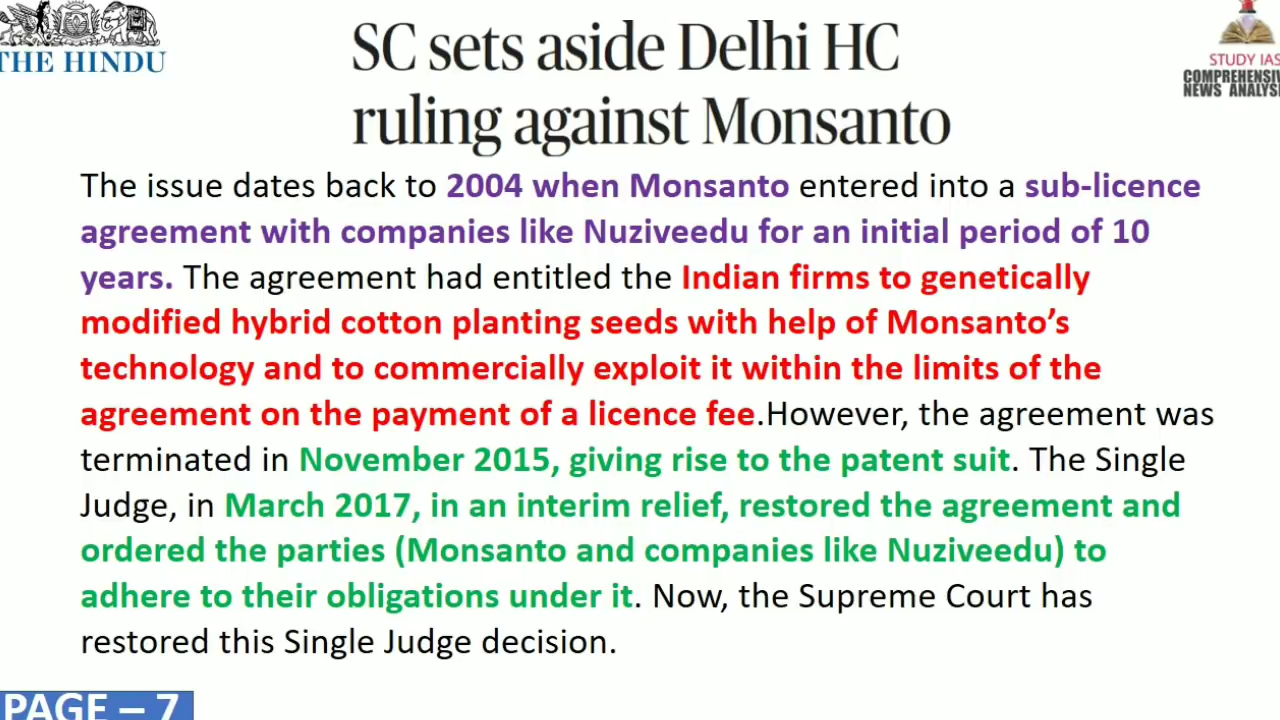 THE HINDU
SC sets aside Delhi HC
ruling against Monsanto
STUDY IAS
COMPREHENSIVE
NEWS ANALYSIS
The issue dates back to 2004 when Monsanto entered into a sub-licence
agreement with companies like Nuziveedu for an initial period of 10
years. The agreement had entitled the Indian firms to genetically
modified hybrid cotton planting seeds with help of Monsanto’s
technology and to commercially exploit it within the limits of the
agreement on the payment of a licence fee.However, the agreement was
terminated in November 2015, giving rise to the patent suit. The Single
Judge, in March 2017, in an interim relief, restored the agreement and
ordered the parties (Monsanto and companies like Nuziveedu) to
adhere to their obligations under it. Now, the Supreme Court has
restored this Single Judge decision.
PAGE – 7